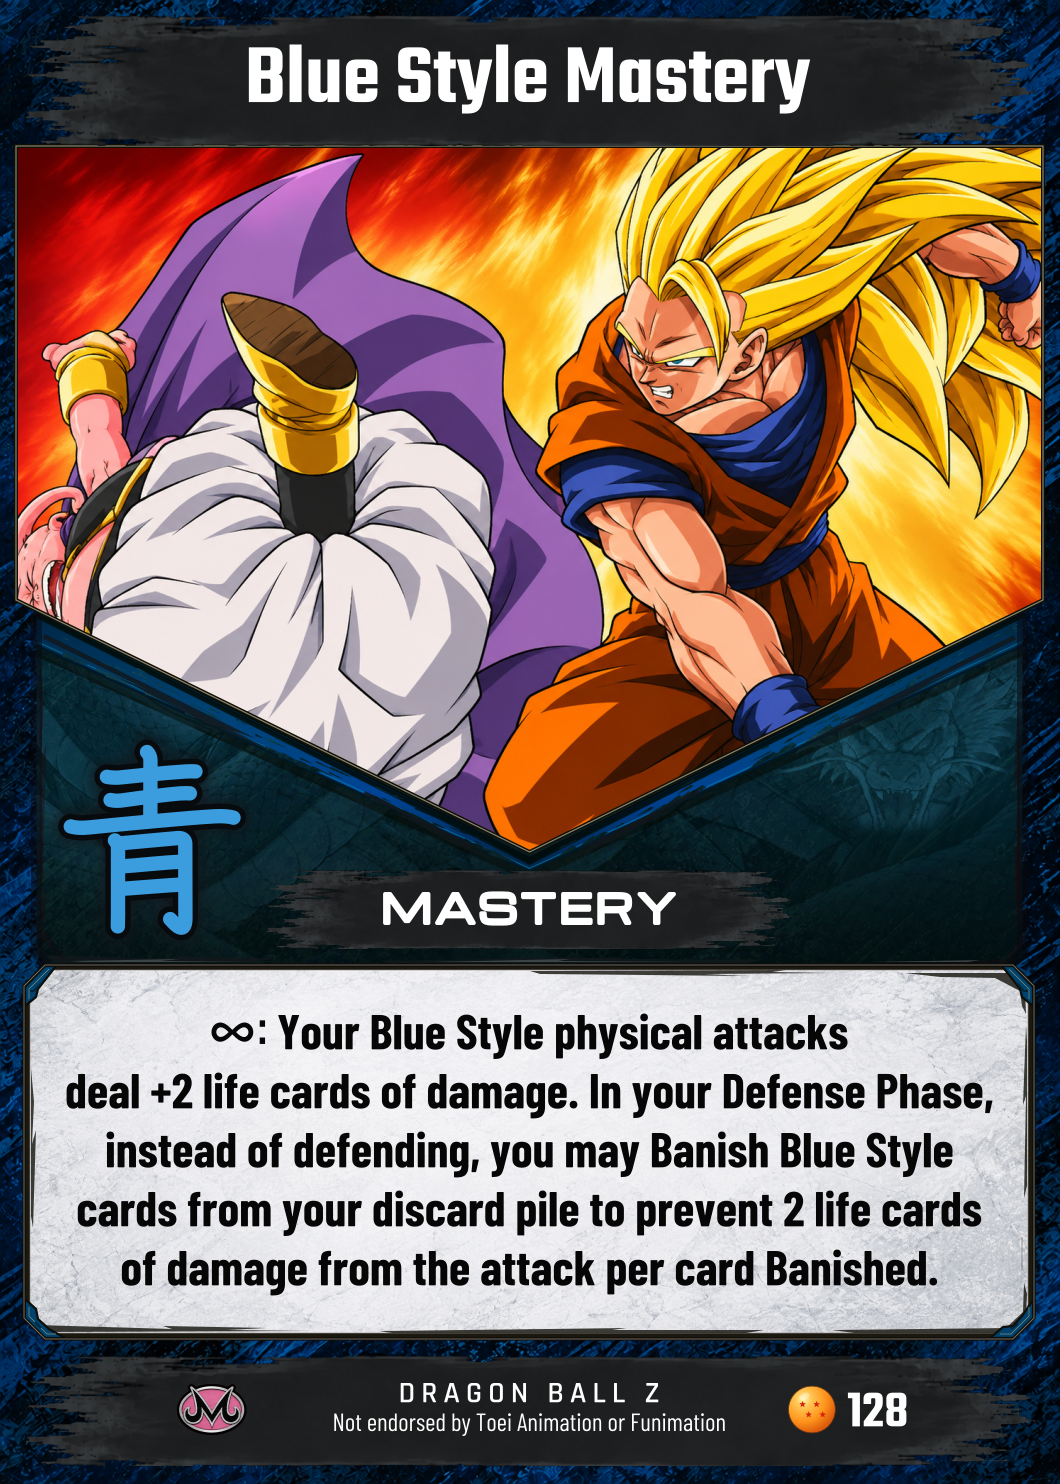 Blue Style Mastery
青
MASTERY
∞: Your Blue Style physical attacks
deal +2 life cards of damage. In your Defense Phase,
instead of defending, you may Banish Blue Style
cards from your discard pile to prevent 2 life cards
of damage from the attack per card Banished.
M
DRAGON BALL Z
Not endorsed by Toei Animation or Funimation
128